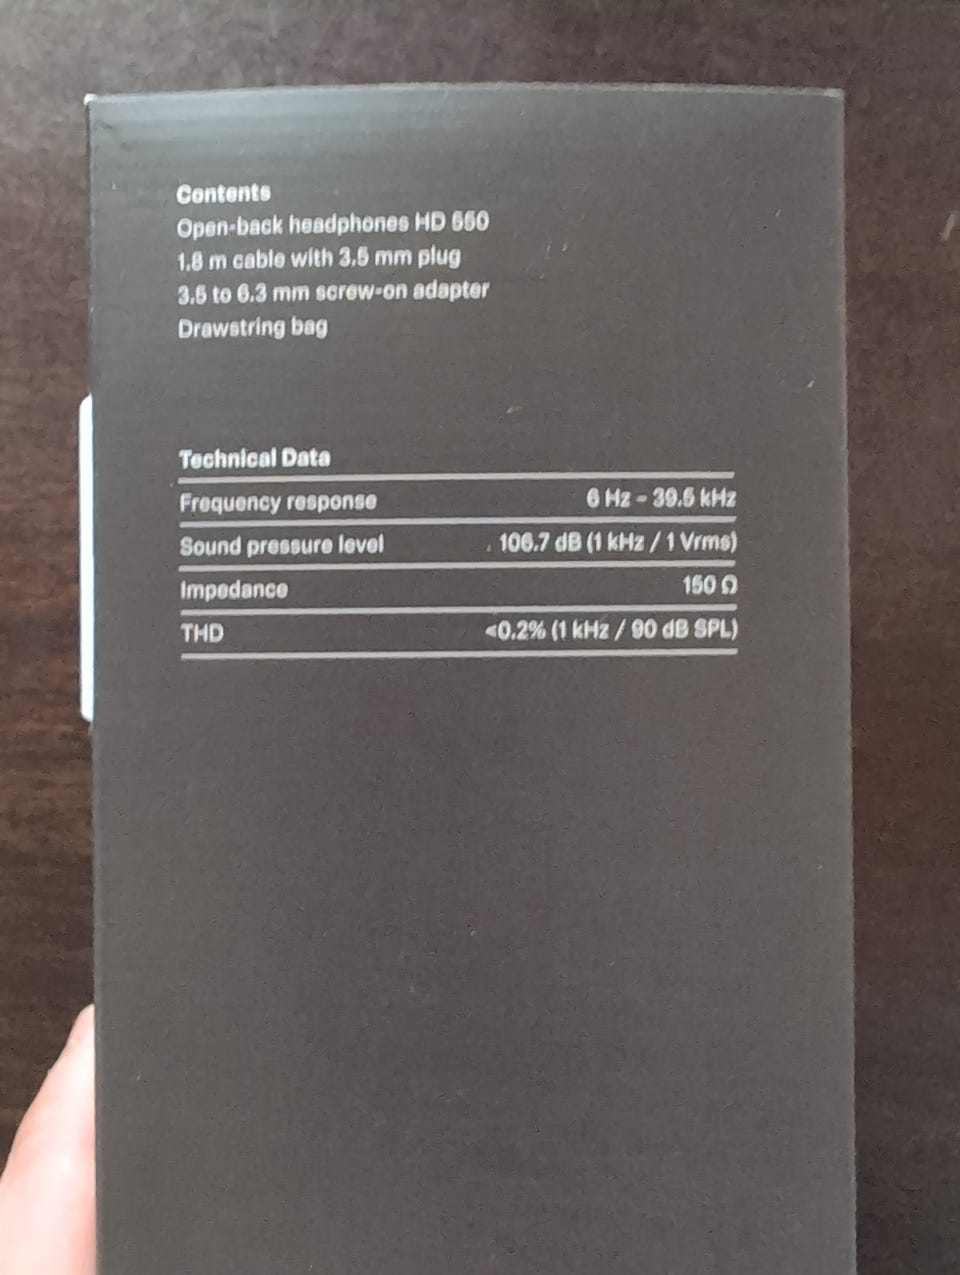 Contents
Open-back headphones HD 550
1.8 m cable with 3.5 mm plug
3.5 to 6.3 mm screw-on adapter
Drawstring bag
Technical Data
Frequency response 6 Hz - 39.5 kHz
Sound pressure level 106.7 dB (1 kHz / 1 Vrms)
Impedance 150 Ω
THD <0.2% (1 kHz / 90 dB SPL)